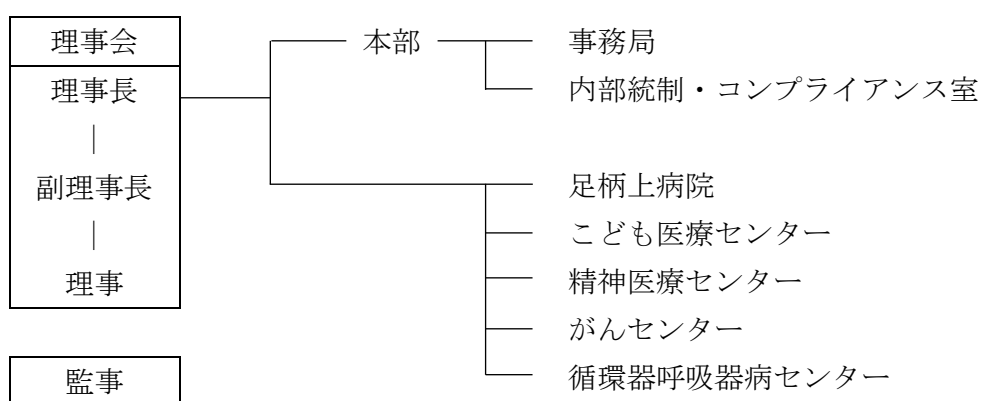 理事会
理事長
｜
副理事長
｜
理事
監事
本部
事務局
内部統制・コンプライアンス室
足柄上病院
こども医療センター
精神医療センター
がんセンター
循環器呼吸器病センター